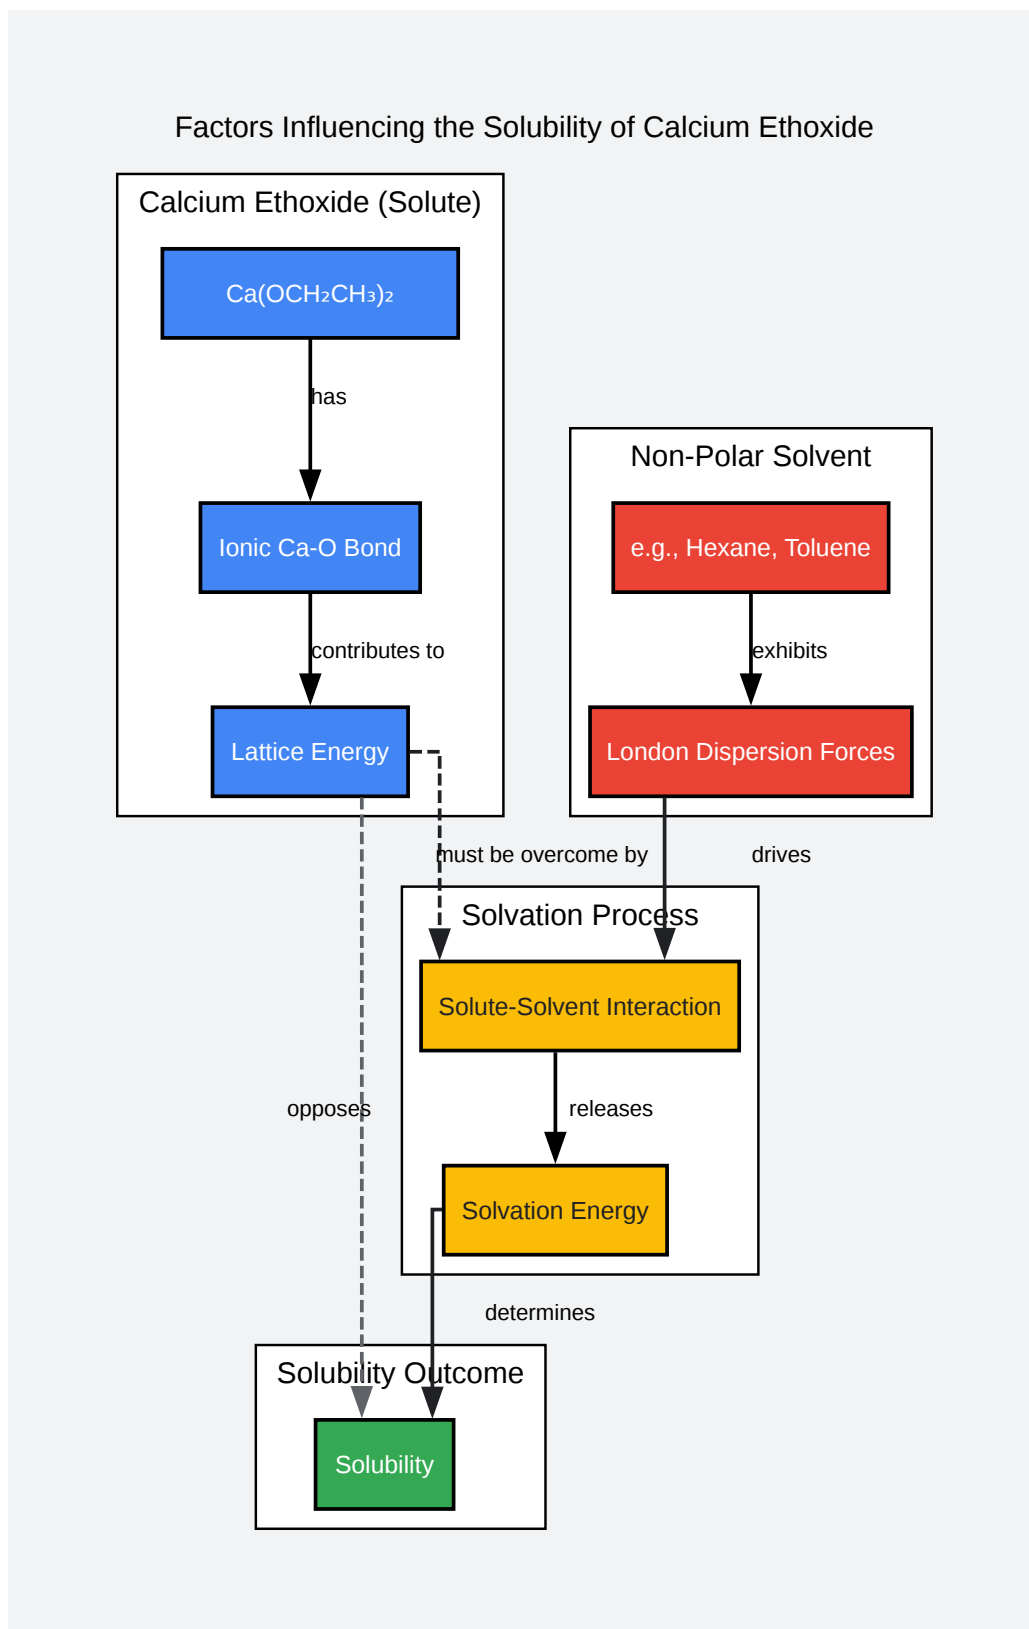 Factors Influencing the Solubility of Calcium Ethoxide
Calcium Ethoxide (Solute)
Ca(OCH₂CH₃)₂
has
Non-Polar Solvent
Ionic Ca-O Bond
e.g., Hexane, Toluene
contributes to
exhibits
Lattice Energy
London Dispersion Forces
must be overcome by
drives
Solvation Process
Solute-Solvent Interaction
opposes
releases
Solvation Energy
determines
Solubility Outcome
Solubility